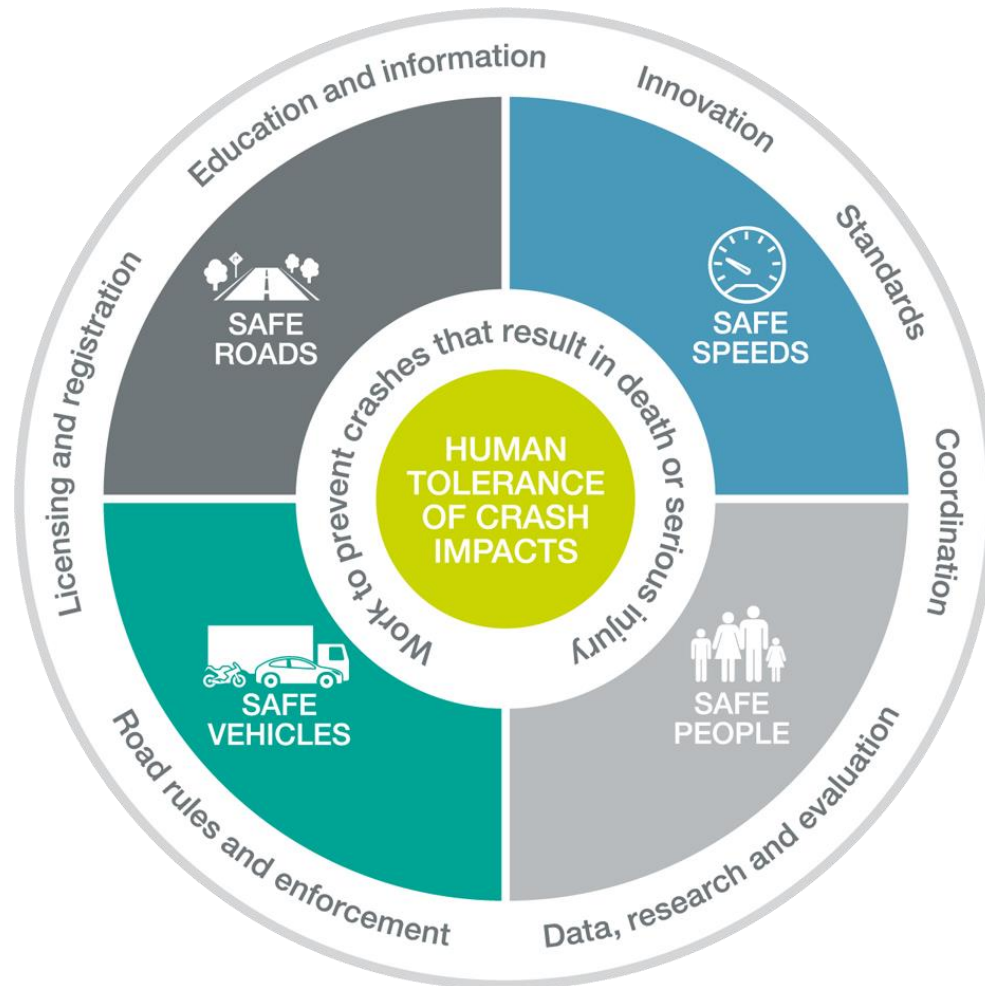 Education and information
Innovation
Standards
Coordination
Data, research and evaluation
Road rules and enforcement
Licensing and registration
SAFE
ROADS
SAFE
SPEEDS
SAFE
PEOPLE
SAFE
VEHICLES
Work to prevent crashes that result in death or serious injury
HUMAN
TOLERANCE
OF CRASH
IMPACTS